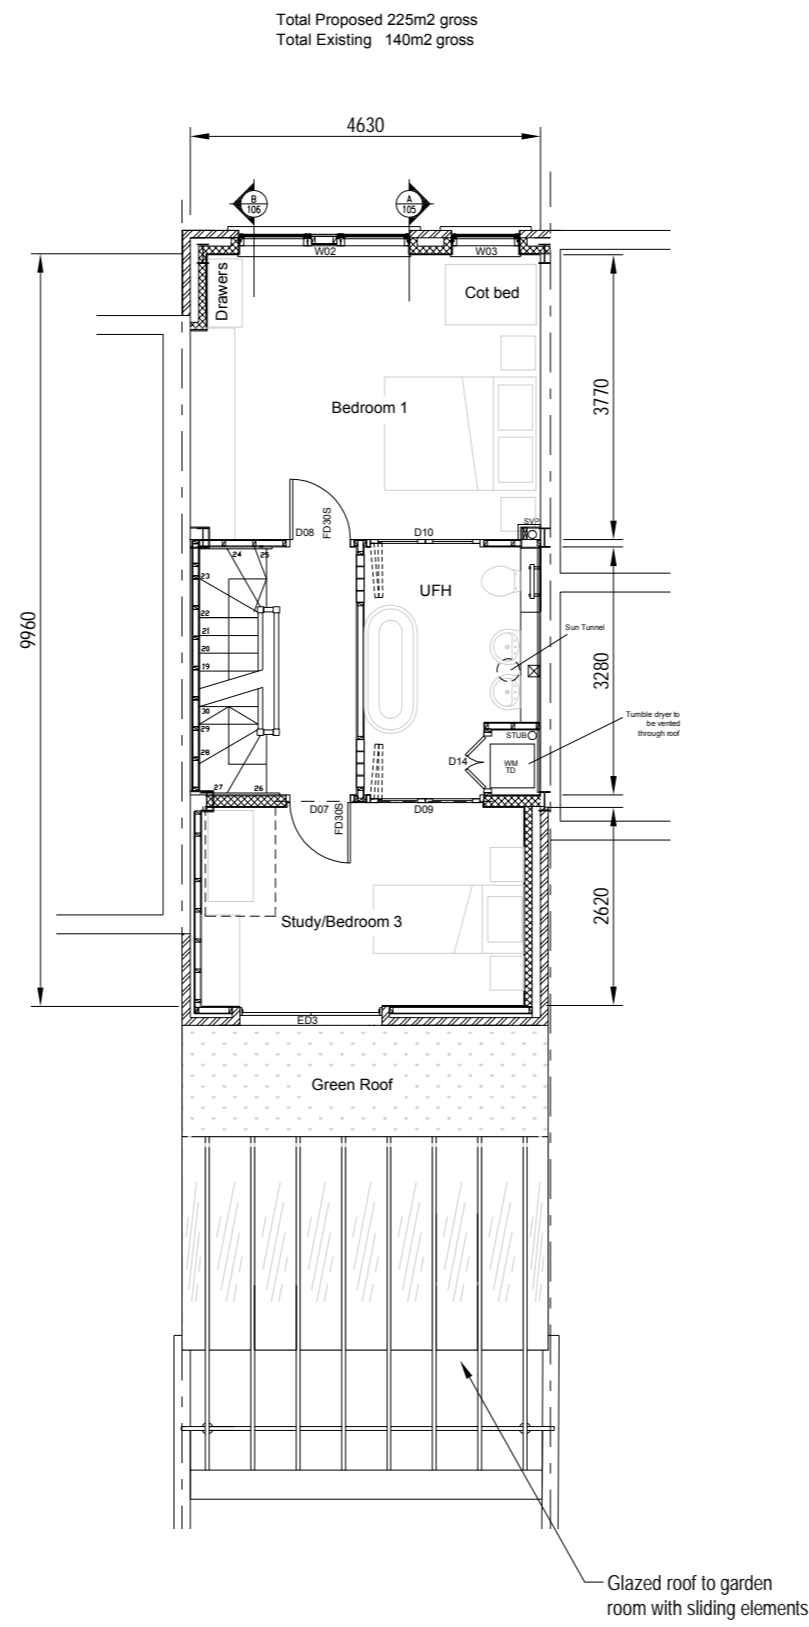 Total Proposed 225m2 gross
Total Existing 140m2 gross
4630
B
106
A
105
W02
W03
Drawers
Cot bed
3770
Bedroom 1
D08
FD30S
D10
SVP
24
25
23
UFH
22
21
20
19
Sun Tunnel
9960
3280
30
29
28
27
26
Tumble dryer to
be vented
through roof
STUB
D14
WM
TD
D07
FD30S
D09
Study/Bedroom 3
2620
ED3
Green Roof
Glazed roof to garden
room with sliding elements